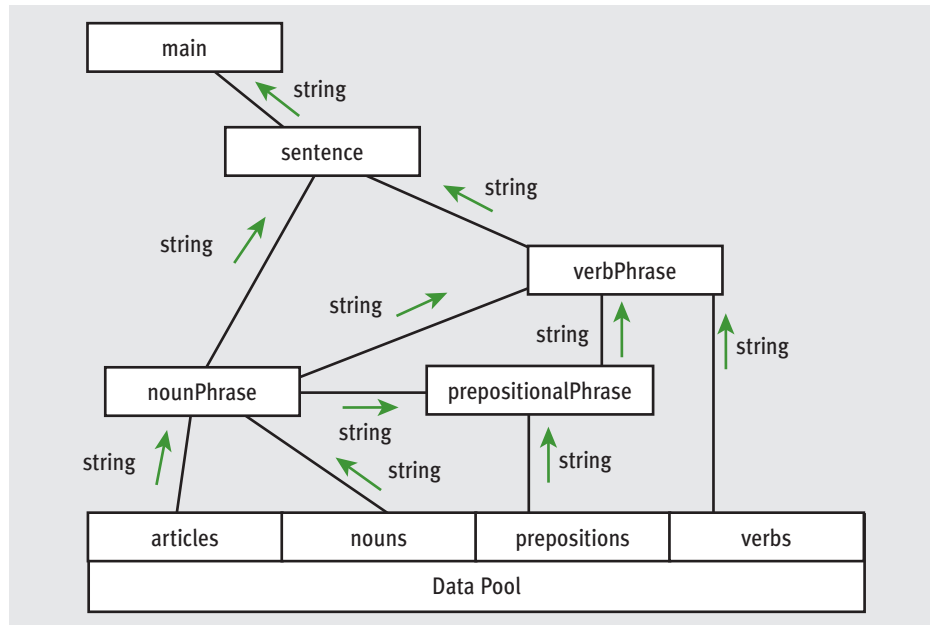 main
string
sentence
string
string
verbPhrase
string
string
string
nounPhrase
prepositionalPhrase
string
string
string
string
articles
nouns
prepositions
verbs
Data Pool